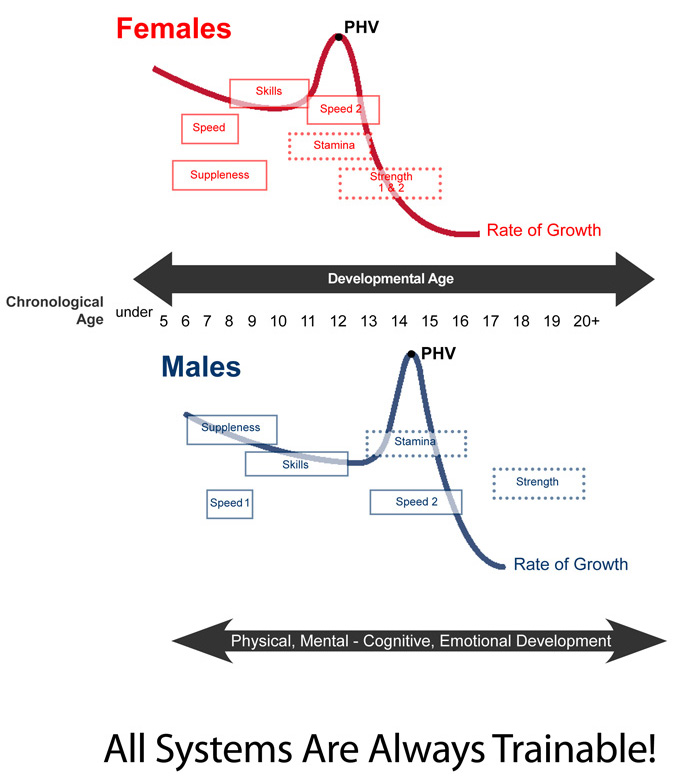 Females
PHV
Skills
Speed 2
Speed
Stamina
Suppleness
Strength
1 & 2
Rate of Growth
Developmental Age
Chronological
Age
under 5 6 7 8 9 10 11 12 13 14 15 16 17 18 19 20+
Males
PHV
Suppleness
Stamina
Skills
Strength
Speed 1
Speed 2
Rate of Growth
Physical, Mental - Cognitive, Emotional Development
All Systems Are Always Trainable!